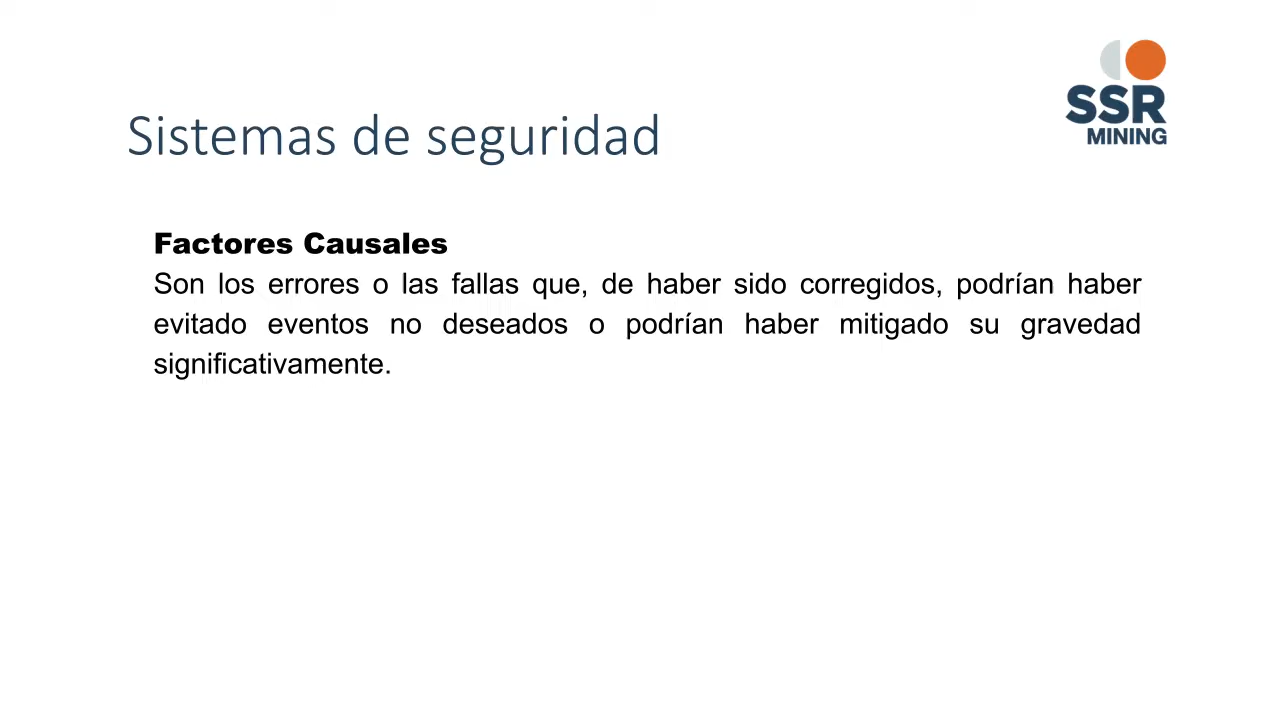 SSR
MINING
Sistemas de seguridad
Factores Causales
Son los errores o las fallas que, de haber sido corregidos, podrían haber
evitado eventos no deseados o podrían haber mitigado su gravedad
significativamente.